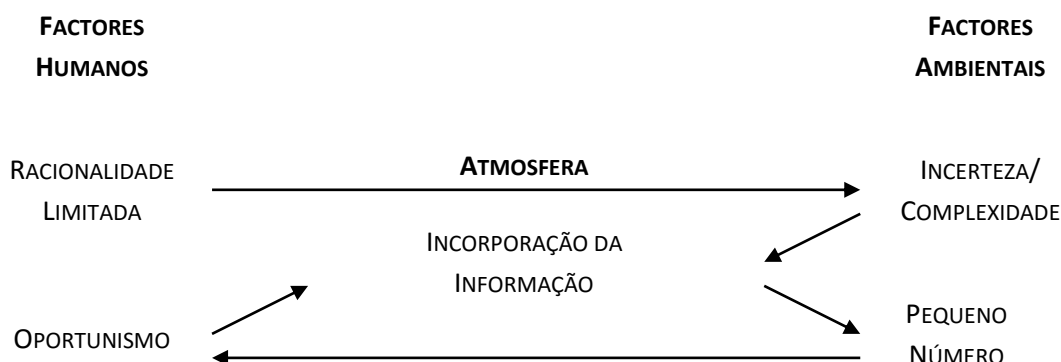 FACTORES
HUMANOS
FACTORES
AMBIENTAIS
RACIONALIDADE
LIMITADA
ATMOSFERA
INCERTEZA/
COMPLEXIDADE
INCORPORAÇÃO DA
INFORMAÇÃO
OPORTUNISMO
PEQUENO
NÚMERO